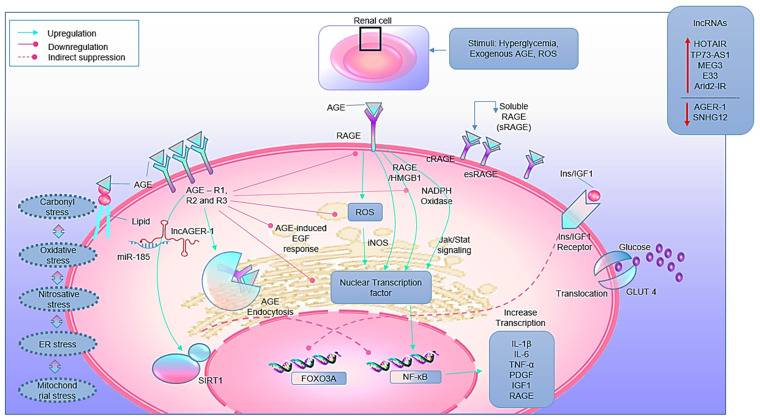 Upregulation
Downregulation
Indirect suppression
Renal cell
Stimuli: Hyperglycemia,
Exogenous AGE, ROS
lncRNAs
HOTAIR
TP73-AS1
MEG3
E33
Arid2-IR
AGER-1
SNHG12
AGE
RAGE
Soluble
RAGE
(sRAGE)
cRAGE
esRAGE
RAGE
/HMGB1
NADPH
Oxidase
Ins/IGF1
Ins/IGF1
Receptor
AGE
AGE – R1,
R2 and R3
Carbonyl
stress
Lipid
lncAGER-1
miR-185
ROS
AGE-induced
EGF
response
iNOS
Jak/Stat
signaling
Glucose
GLUT 4
Translocation
Oxidative
stress
Nitrosative
stress
ER stress
Mitochond
rial stress
Nuclear Transcription
factor
AGE
Endocytosis
Increase
Transcription
IL-1β
IL-6
TNF-α
PDGF
IGF1
RAGE
SIRT1
FOXO3A
NF-κB